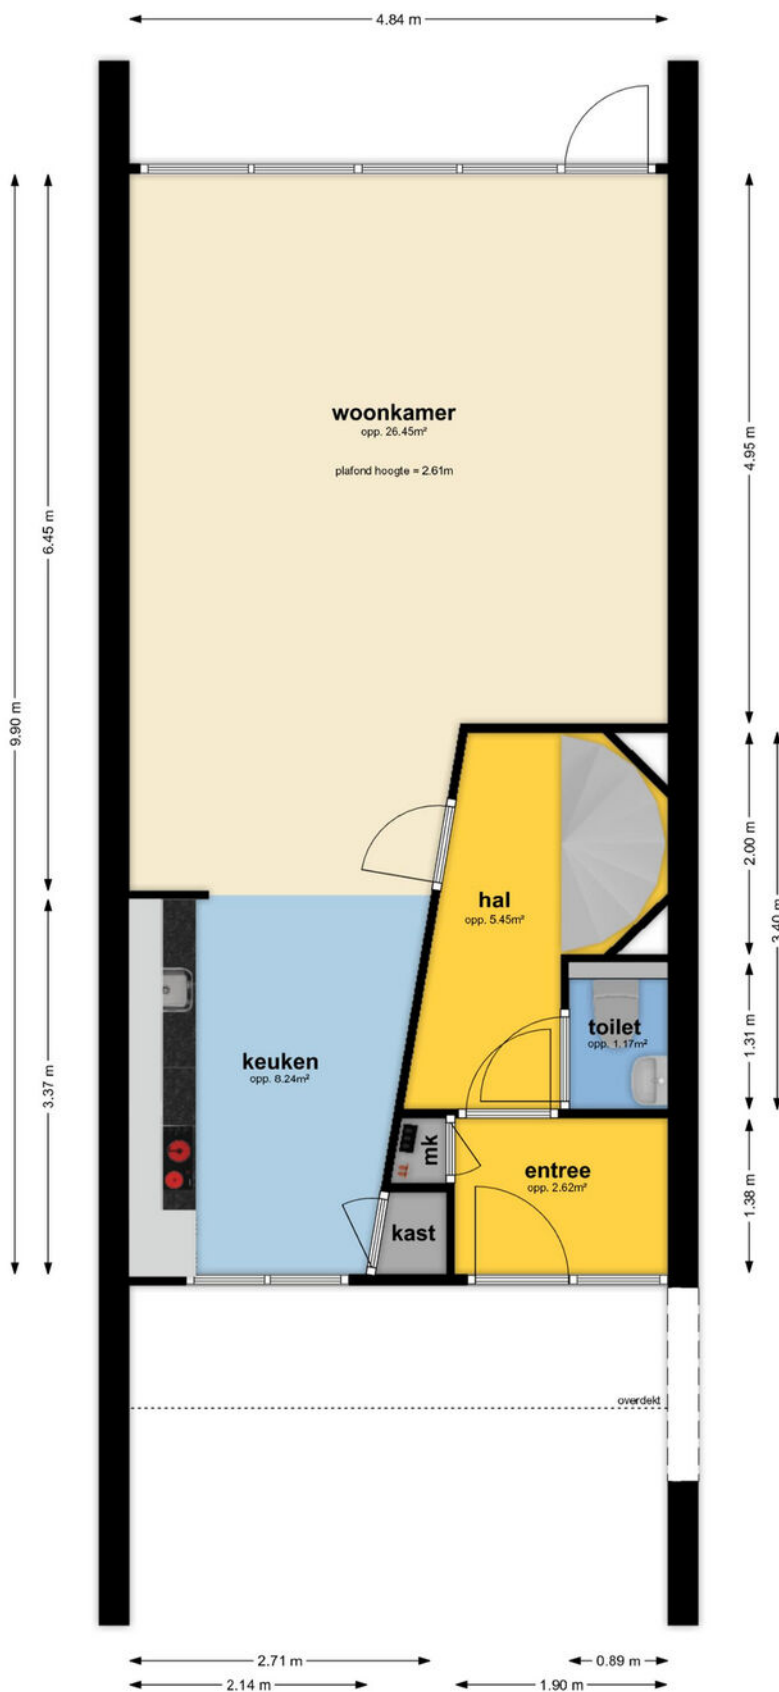 4.84 m
woonkamer
opp. 26.45m²
plafond hoogte = 2.61m
4.95 m
6.45 m
9.90 m
hal
opp. 5.45m²
2.00 m
3.40 m
toilet
opp. 1.17m²
1.31 m
keuken
opp. 8.24m²
3.37 m
mk
entree
opp. 2.62m²
1.38 m
kast
overdekt
2.71 m
0.89 m
2.14 m
1.90 m